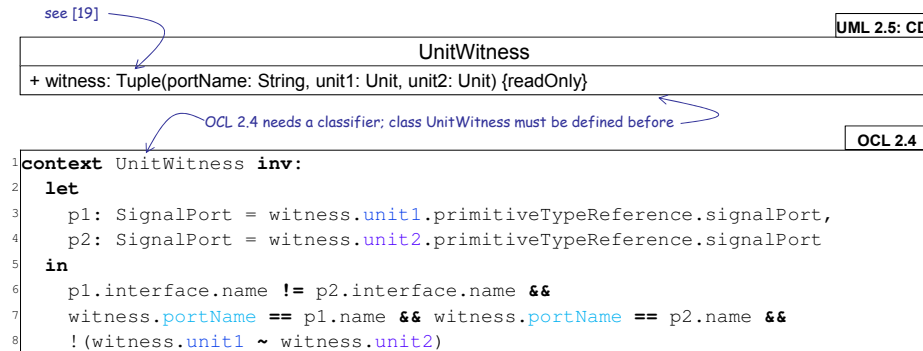 see [19]
UML 2.5: CD
UnitWitness
+ witness: Tuple(portName: String, unit1: Unit, unit2: Unit) {readOnly}
OCL 2.4 needs a classifier; class UnitWitness must be defined before
OCL 2.4
1 context UnitWitness inv:
2 let
3 p1: SignalPort = witness.unit1.primitiveTypeReference.signalPort,
4 p2: SignalPort = witness.unit2.primitiveTypeReference.signalPort
5 in
6 p1.interface.name != p2.interface.name &&
7 witness.portName == p1.name && witness.portName == p2.name &&
8 !(witness.unit1 ~ witness.unit2)